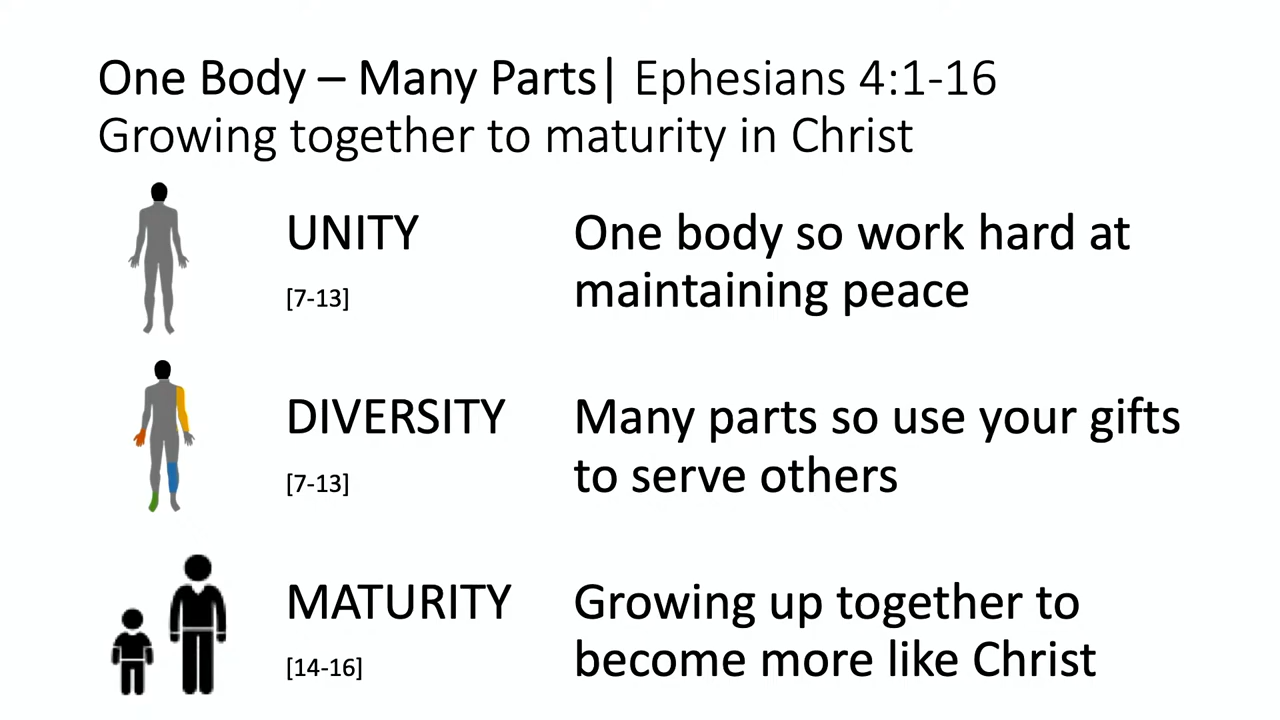 One Body – Many Parts| Ephesians 4:1-16
Growing together to maturity in Christ
UNITY
[7-13]
One body so work hard at
maintaining peace
DIVERSITY
[7-13]
Many parts so use your gifts
to serve others
MATURITY
[14-16]
Growing up together to
become more like Christ